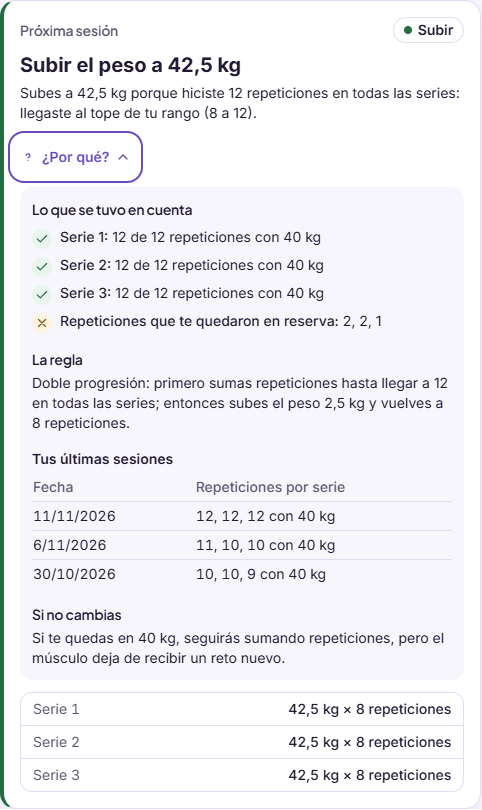 Próxima sesión
Subir
Subir el peso a 42,5 kg
Subes a 42,5 kg porque hiciste 12 repeticiones en todas las series:
llegaste al tope de tu rango (8 a 12).
? ¿Por qué?
Lo que se tuvo en cuenta
Serie 1: 12 de 12 repeticiones con 40 kg
Serie 2: 12 de 12 repeticiones con 40 kg
Serie 3: 12 de 12 repeticiones con 40 kg
Repeticiones que te quedaron en reserva: 2, 2, 1
La regla
Doble progresión: primero sumas repeticiones hasta llegar a 12
en todas las series; entonces subes el peso 2,5 kg y vuelves a
8 repeticiones.
Tus últimas sesiones
Fecha Repeticiones por serie
11/11/2026 12, 12, 12 con 40 kg
6/11/2026 11, 10, 10 con 40 kg
30/10/2026 10, 10, 9 con 40 kg
Si no cambias
Si te quedas en 40 kg, seguirás sumando repeticiones, pero el
músculo deja de recibir un reto nuevo.
Serie 1 42,5 kg × 8 repeticiones
Serie 2 42,5 kg × 8 repeticiones
Serie 3 42,5 kg × 8 repeticiones